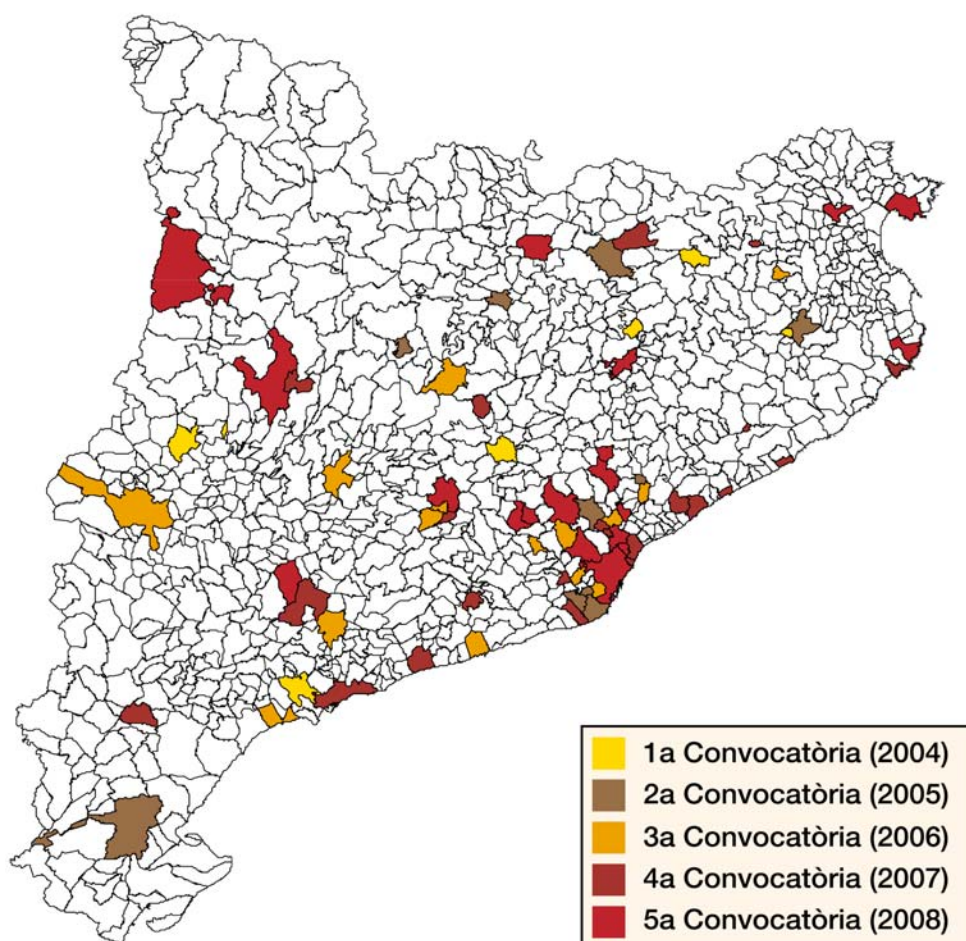 1a Convocatòria (2004)
2a Convocatòria (2005)
3a Convocatòria (2006)
4a Convocatòria (2007)
5a Convocatòria (2008)